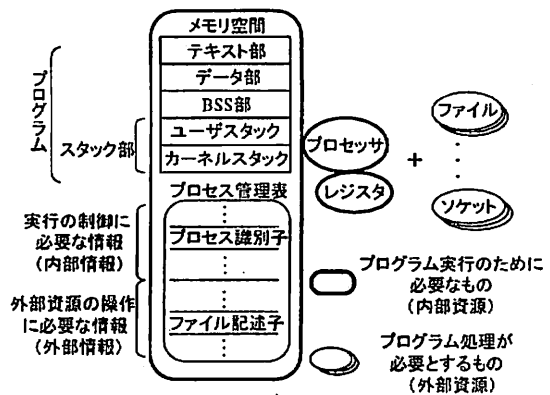 メモリ空間
テキスト部
データ部
BSS部
ユーザスタック
カーネルスタック
プログラム
スタック部
プロセッサ
レジスタ
+
ファイル
ソケット
プロセス管理表
プロセス識別子
ファイル記述子
実行の制御に
必要な情報
(内部情報)
外部資源の操作
に必要な情報
(外部情報)
プログラム実行のために
必要なもの
(内部資源)
プログラム処理が
必要とするもの
(外部資源)